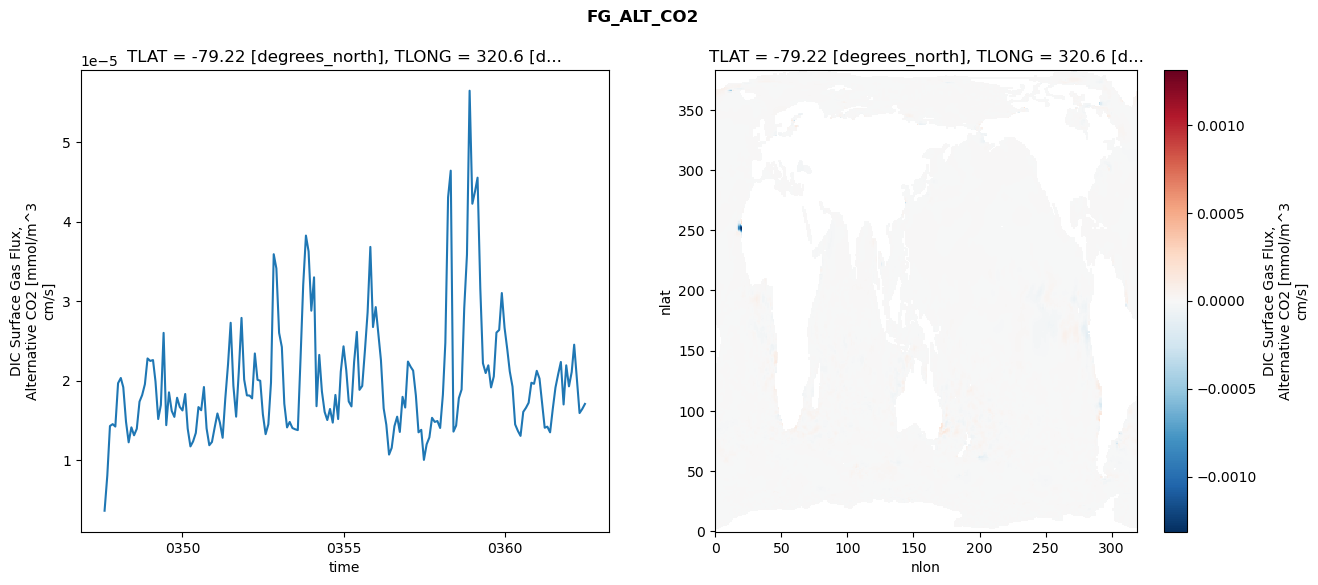 FG_ALT_CO2
TLAT = -79.22 [degrees_north], TLONG = 320.6 [d...
1e−5
5
4
3
2
1
DIC Surface Gas Flux,
Alternative CO2 [mmol/m^3
cm/s]
0350
0355
0360
time
TLAT = -79.22 [degrees_north], TLONG = 320.6 [d...
350
300
250
200
150
100
50
0
nlat
0
50
100
150
200
250
300
nlon
0.0010
0.0005
0.0000
−0.0005
−0.0010
DIC Surface Gas Flux,
Alternative CO2 [mmol/m^3
cm/s]